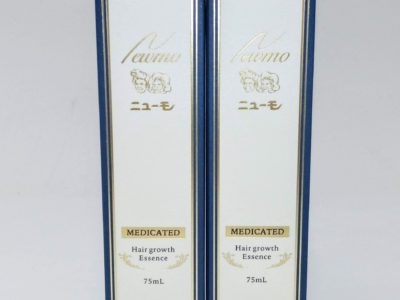 Newmo
ニューモ
MEDICATED
Hair growth
Essence
75mL
Newmo
ニューモ
MEDICATED
Hair growth
Essence
75mL